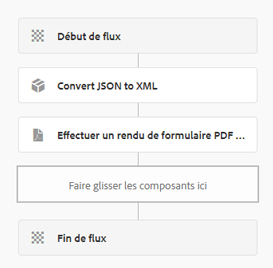 Début de flux
Convert JSON to XML
Effectuer un rendu de formulaire PDF ...
Faire glisser les composants ici
Fin de flux